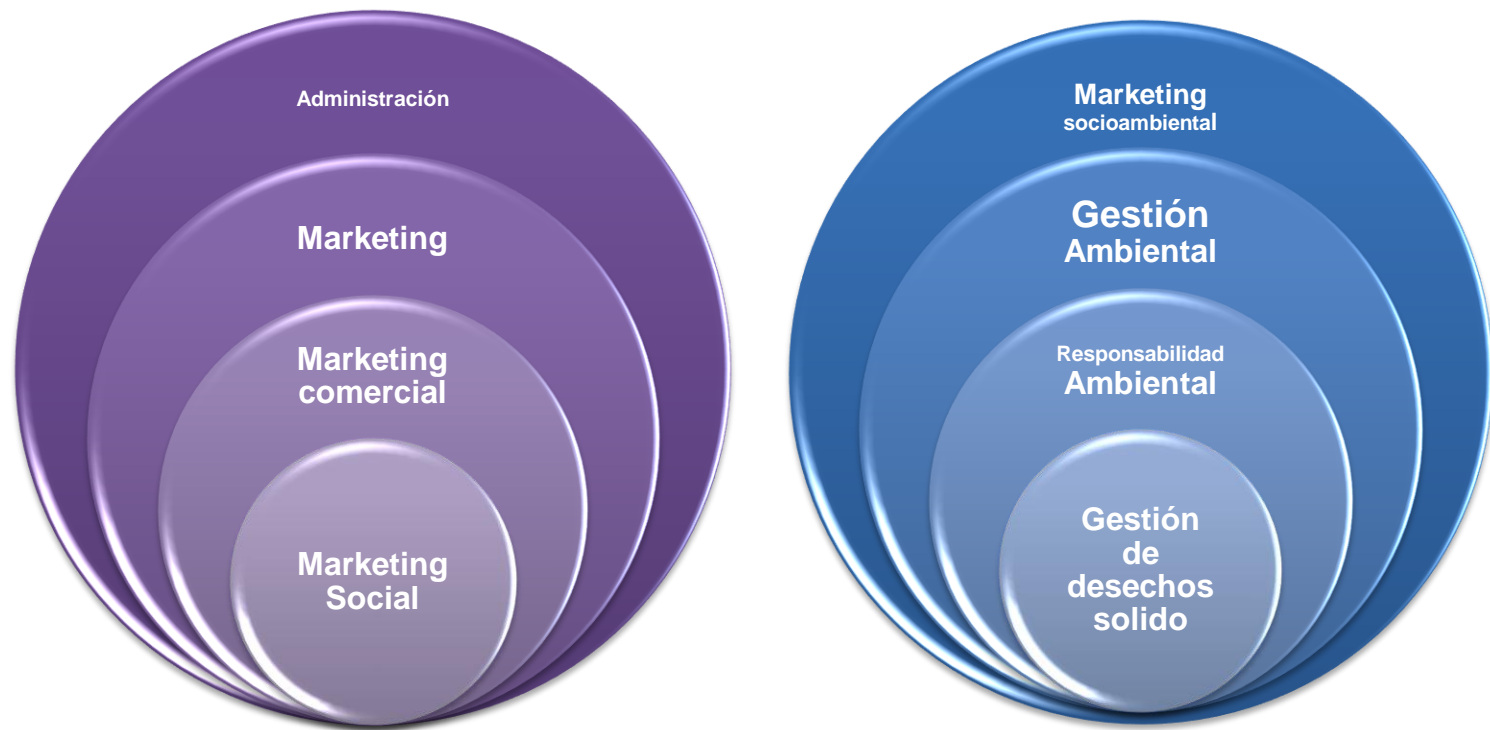 Administración
Marketing
Marketing
comercial
Marketing
Social
Marketing
socioambiental
Gestión
Ambiental
Responsabilidad
Ambiental
Gestión
de
desechos
solido